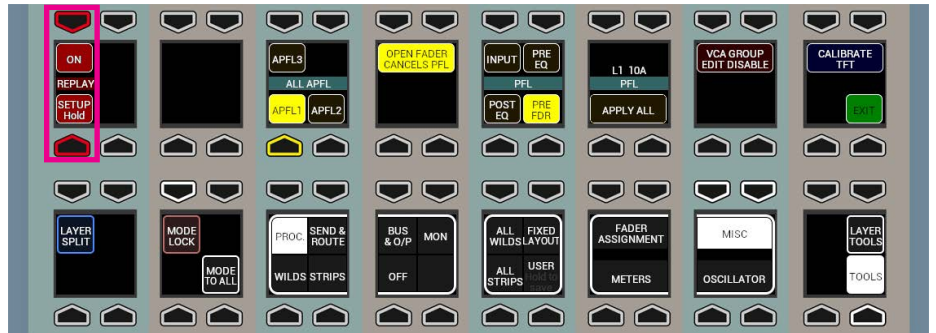 ON
REPLAY
SETUP
Hold
APFL3
ALL APFL
APFL1 APFL2
OPEN FADER
CANCELS PFL
INPUT PRE
EQ
PFL
POST
EQ
PRE
FDR
L1 10A
PFL
APPLY ALL
VCA GROUP
EDIT DISABLE
CALIBRATE
TFT
EXIT
LAYER
SPLIT
MODE
LOCK
MODE
TO ALL
PROC. SEND &
ROUTE
WILDS STRIPS
BUS
& O/P
MON
OFF
ALL
WILDS
FIXED
LAYOUT
ALL
STRIPS
USER
Hold to
save
FADER
ASSIGNMENT
METERS
MISC
OSCILLATOR
LAYER
TOOLS
TOOLS